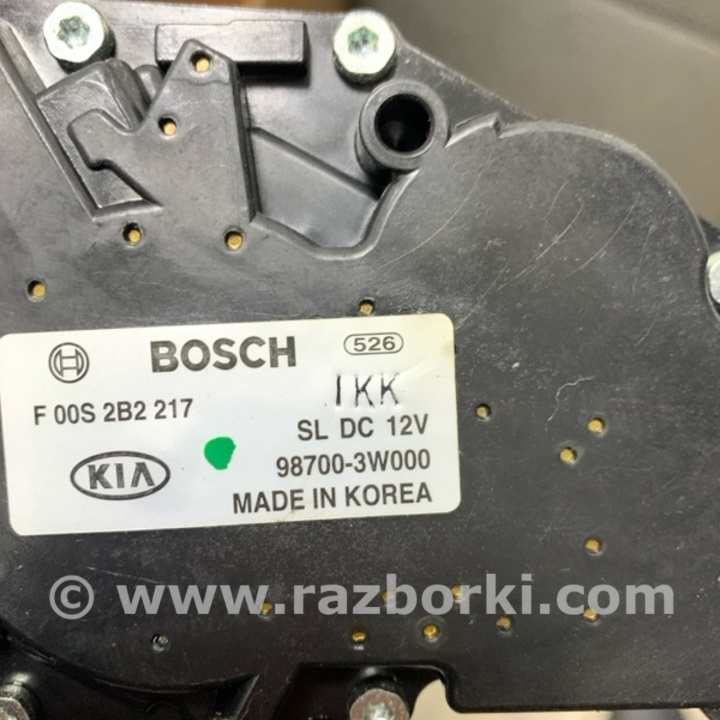 BOSCH 526
F 00S 2B2 217 IKK
SL DC 12V
KIA 98700-3W000
MADE IN KOREA
© www.razborki.com